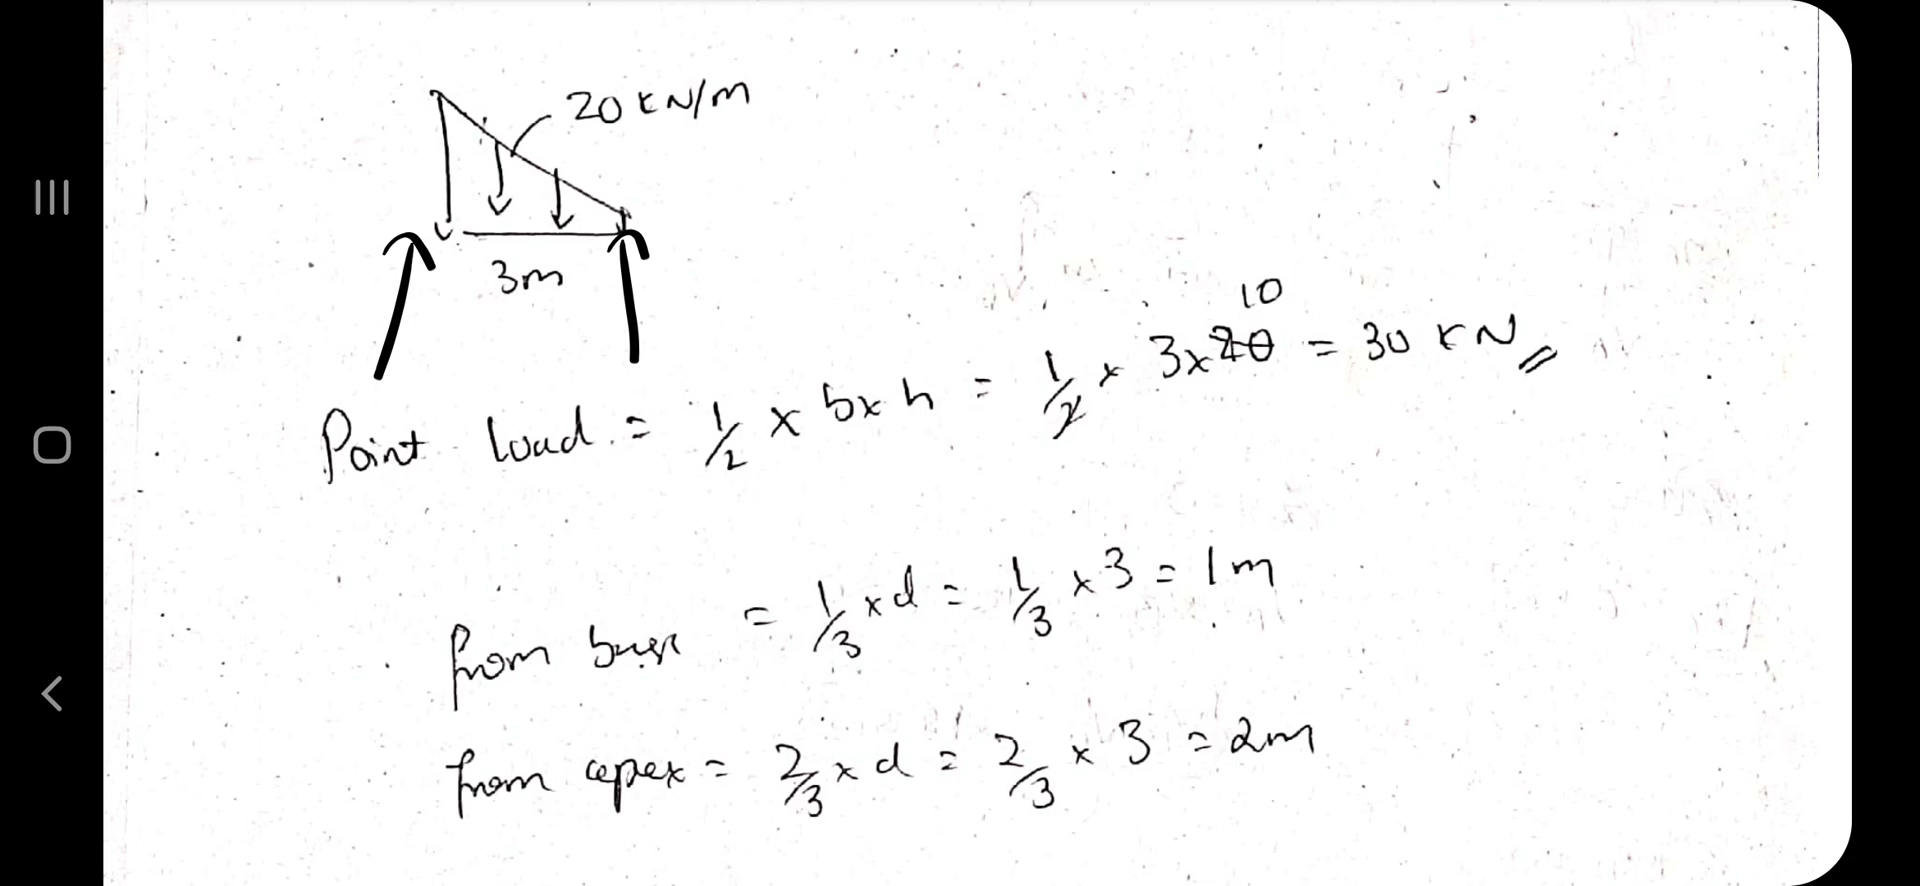 20 kN/m
3m
10
Point load = 1/2 x b x h = 1/2 x 3 x 20 = 30 kN
from base = 1/3 x d = 1/3 x 3 = 1m
from apex = 2/3 x d = 2/3 x 3 = 2m